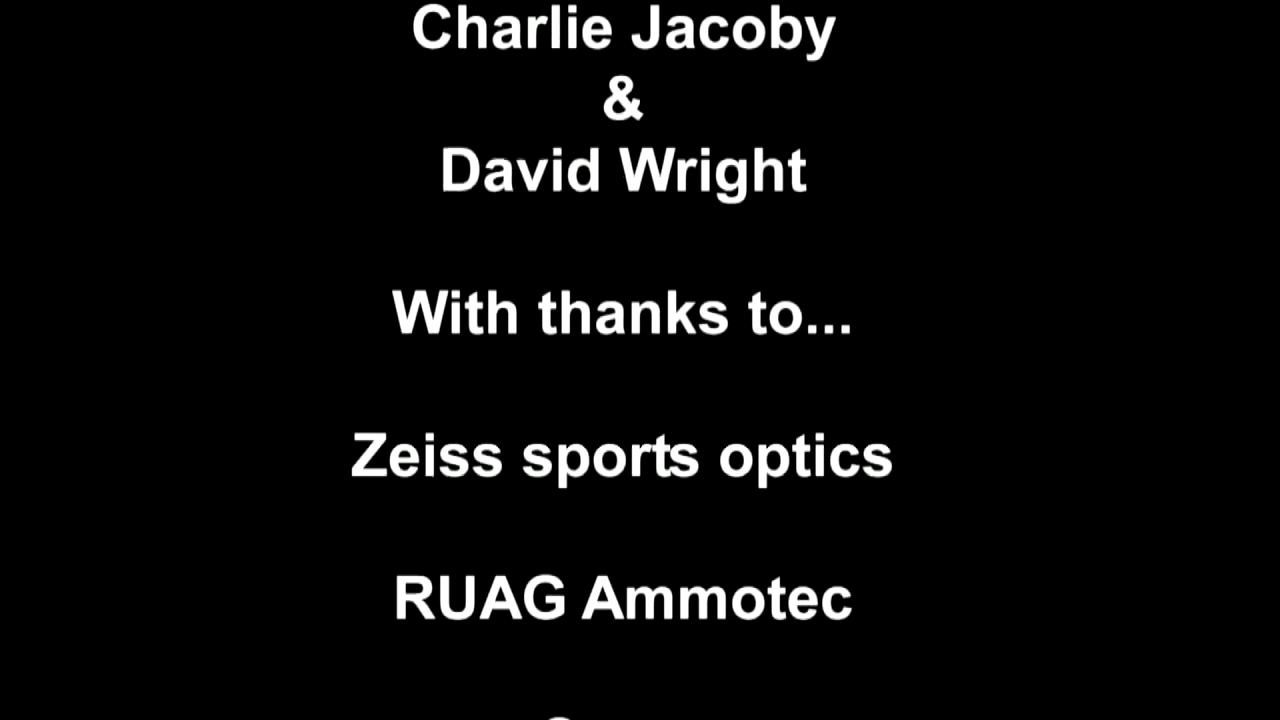 Charlie Jacoby
&
David Wright
With thanks to...
Zeiss sports optics
RUAG Ammotec